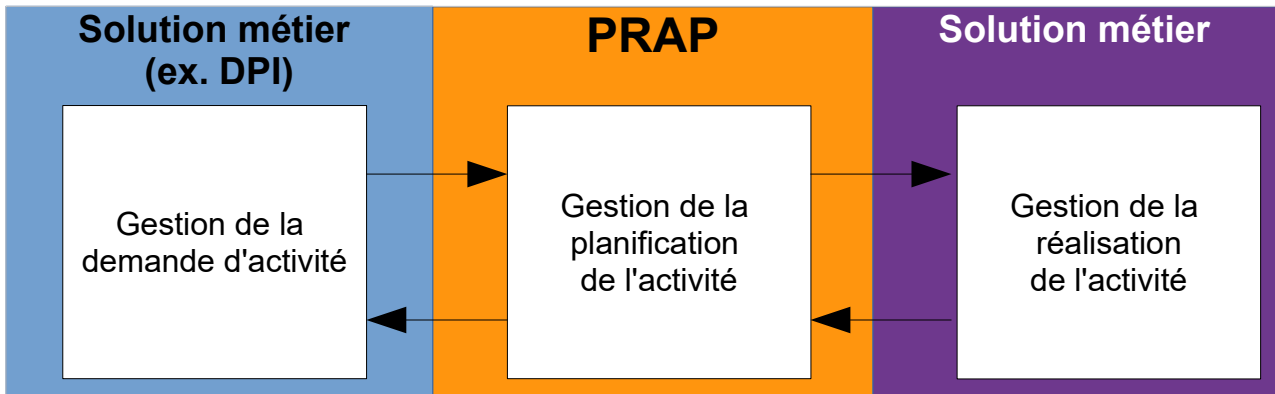 Solution métier
(ex. DPI)
PRAP
Solution métier
Gestion de la
demande d'activité
Gestion de la
planification
de l'activité
Gestion de la
réalisation
de l'activité